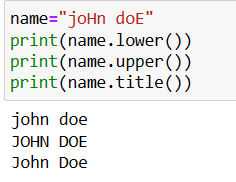 name="joHn doE"
print(name.lower())
print(name.upper())
print(name.title())
john doe
JOHN DOE
John Doe